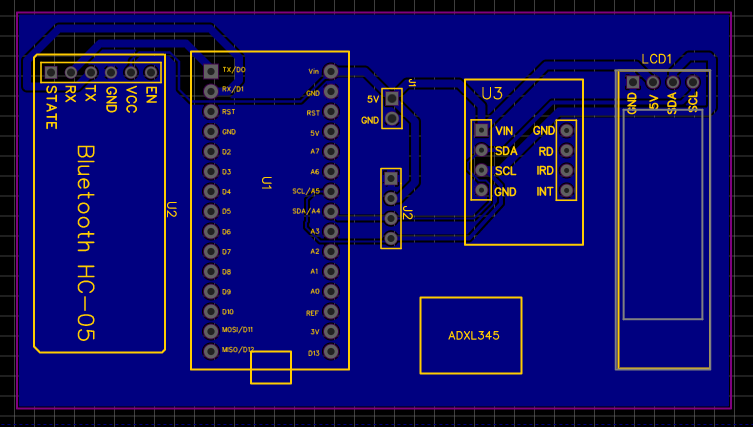 STATE
RX
TX
GND
VCC
EN
Bluetooth HC-05
U2
TX/D0
RX/D1
RST
GND
D2
D3
D4
D5
D6
D7
D8
D9
D10
MOSI/D11
MISO/D12
U1
Vin
GND
RST
5V
A7
A6
SCL/A5
SDA/A4
A3
A2
A1
A0
REF
3V
D13
J1
5V
GND
J2
U3
VIN
SDA
SCL
GND
GND
RD
IRD
INT
ADXL345
LCD1
GND
5V
SDA
SCL